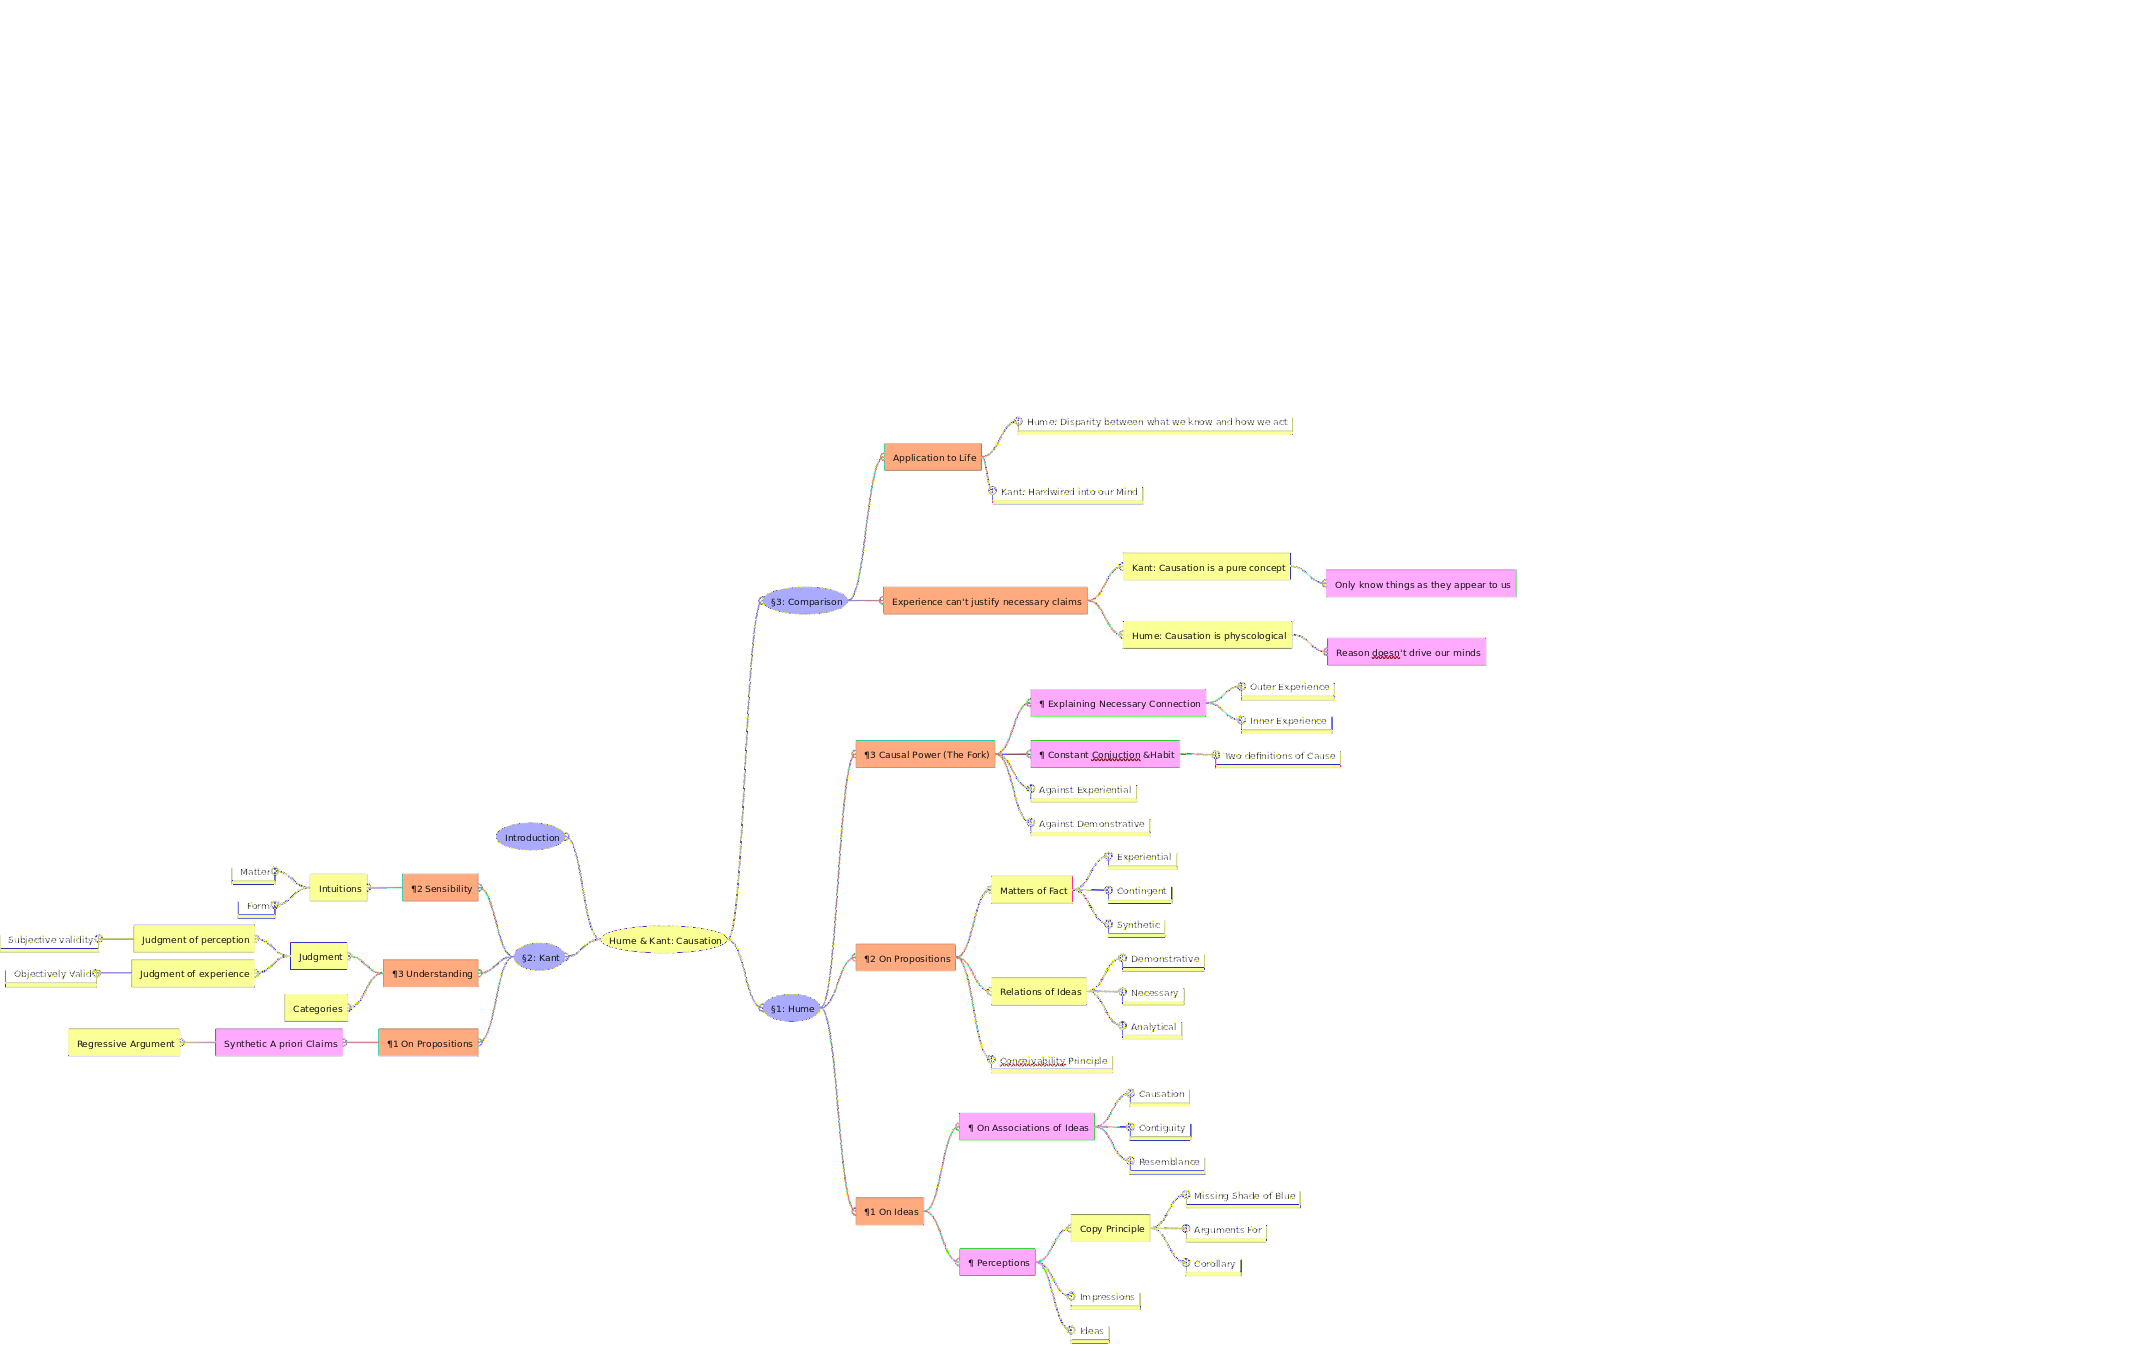 Hume: Disparity between what we know and how we act
Application to Life
Kant: Hardwired into our Mind
Kant: Causation is a pure concept
Only know things as they appear to us
§3: Comparison
Experience can't justify necessary claims
Hume: Causation is physcological
Reason doesn't drive our minds
Outer Experience
¶ Explaining Necessary Connection
Inner Experience
¶3 Causal Power (The Fork)
¶ Constant Conjuction &Habit
Two definitions of Cause
Against Experiential
Against Demonstrative
Introduction
Experiential
Matter
Intuitions
¶2 Sensibility
Matters of Fact
Contingent
Form
Synthetic
Subjective validity
Judgment of perception
Hume & Kant: Causation
Judgment
§2: Kant
¶2 On Propositions
Demonstrative
Objectively Valid
Judgment of experience
¶3 Understanding
Relations of Ideas
Necessary
Categories
§1: Hume
Analytical
Regressive Argument
Synthetic A priori Claims
¶1 On Propositions
Conceivability Principle
Causation
¶ On Associations of Ideas
Contiguity
Resemblance
Missing Shade of Blue
¶1 On Ideas
Copy Principle
Arguments For
¶ Perceptions
Corollary
Impressions
Ideas